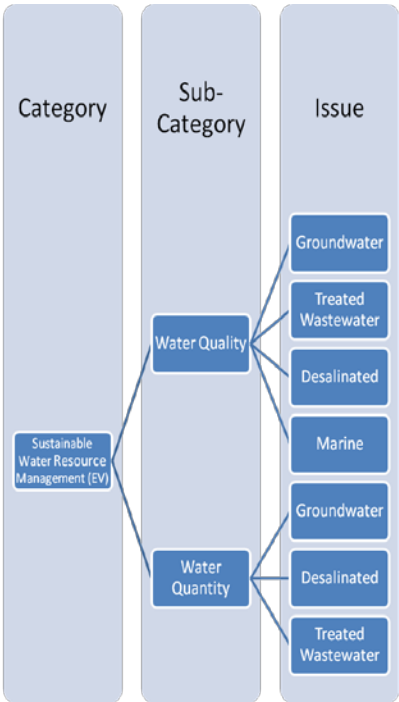 Category
Sub-
Category
Issue
Groundwater
Treated
Wastewater
Water Quality
Desalinated
Marine
Sustainable
Water Resource
Management (EV)
Groundwater
Water
Quantity
Desalinated
Treated
Wastewater